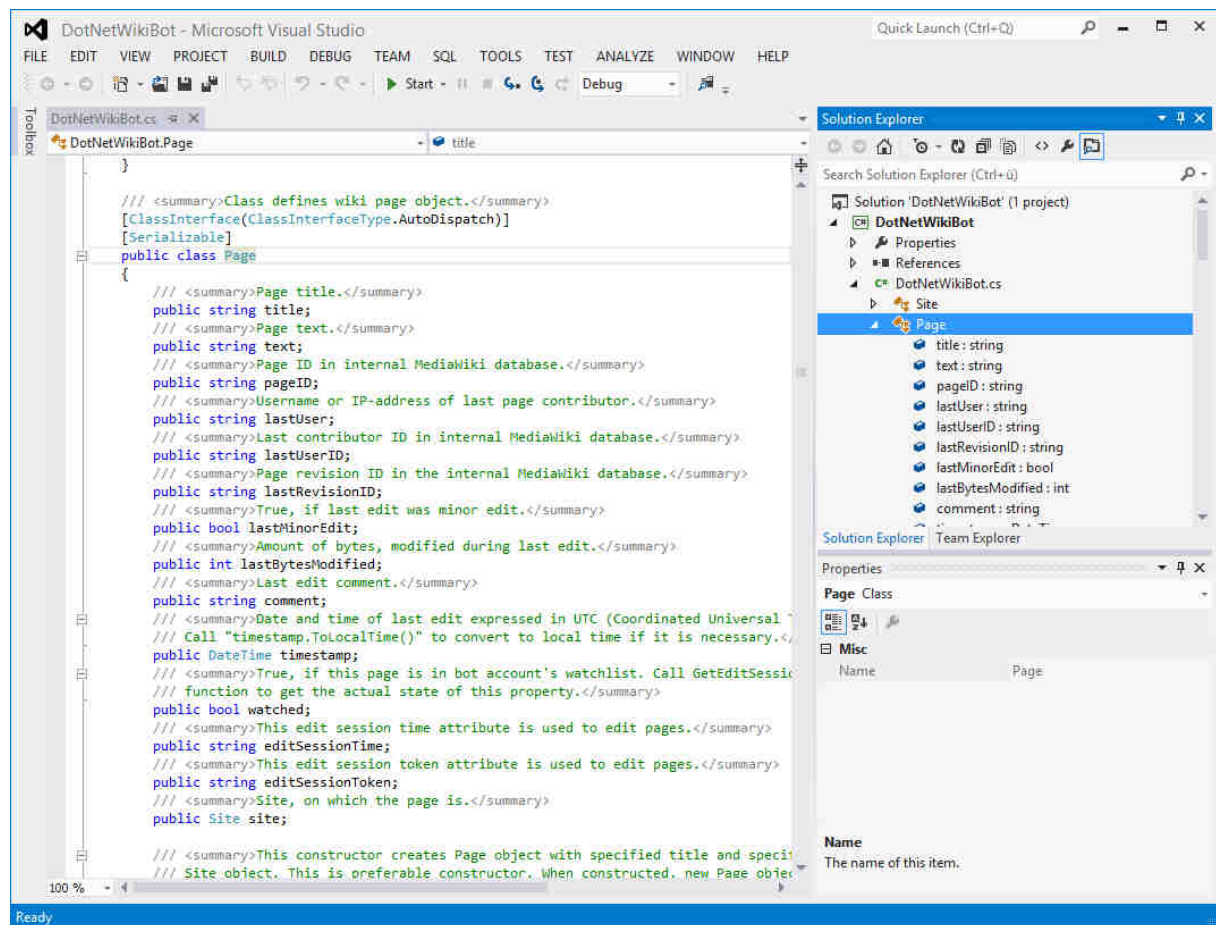 DotNetWikiBot - Microsoft Visual Studio
Quick Launch (Ctrl+Q)
FILE EDIT VIEW PROJECT BUILD DEBUG TEAM SQL TOOLS TEST ANALYZE WINDOW HELP
Start Debug
Toolbox
DotNetWikiBot.cs
DotNetWikiBot.Page title
}
/// <summary>Class defines wiki page object.</summary>
[ClassInterface(ClassInterfaceType.AutoDispatch)]
[Serializable]
public class Page
{
/// <summary>Page title.</summary>
public string title;
/// <summary>Page text.</summary>
public string text;
/// <summary>Page ID in internal MediaWiki database.</summary>
public string pageID;
/// <summary>Username or IP-address of last page contributor.</summary>
public string lastUser;
/// <summary>Last contributor ID in internal MediaWiki database.</summary>
public string lastUserID;
/// <summary>Page revision ID in the internal MediaWiki database.</summary>
public string lastRevisionID;
/// <summary>True, if last edit was minor edit.</summary>
public bool lastMinorEdit;
/// <summary>Amount of bytes, modified during last edit.</summary>
public int lastBytesModified;
/// <summary>Last edit comment.</summary>
public string comment;
/// <summary>Date and time of last edit expressed in UTC (Coordinated Universal
/// Call "timestamp.ToLocalTime()" to convert to local time if it is necessary.</
public DateTime timestamp;
/// <summary>True, if this page is in bot account's watchlist. Call GetEditSessic
/// function to get the actual state of this property.</summary>
public bool watched;
/// <summary>This edit session time attribute is used to edit pages.</summary>
public string editSessionTime;
/// <summary>This edit session token attribute is used to edit pages.</summary>
public string editSessionToken;
/// <summary>Site, on which the page is.</summary>
public Site site;
/// <summary>This constructor creates Page object with specified title and speci
/// Site object. This is preferable constructor. When constructed, new Page obje
100 %
Solution Explorer
Search Solution Explorer (Ctrl+ü)
Solution 'DotNetWikiBot' (1 project)
C# DotNetWikiBot
Properties
References
C# DotNetWikiBot.cs
Site
Page
title : string
text : string
pageID : string
lastUser : string
lastUserID : string
lastRevisionID : string
lastMinorEdit : bool
lastBytesModified : int
comment : string
Solution Explorer Team Explorer
Properties
Page Class
Misc
Name Page
Name
The name of this item.
Ready